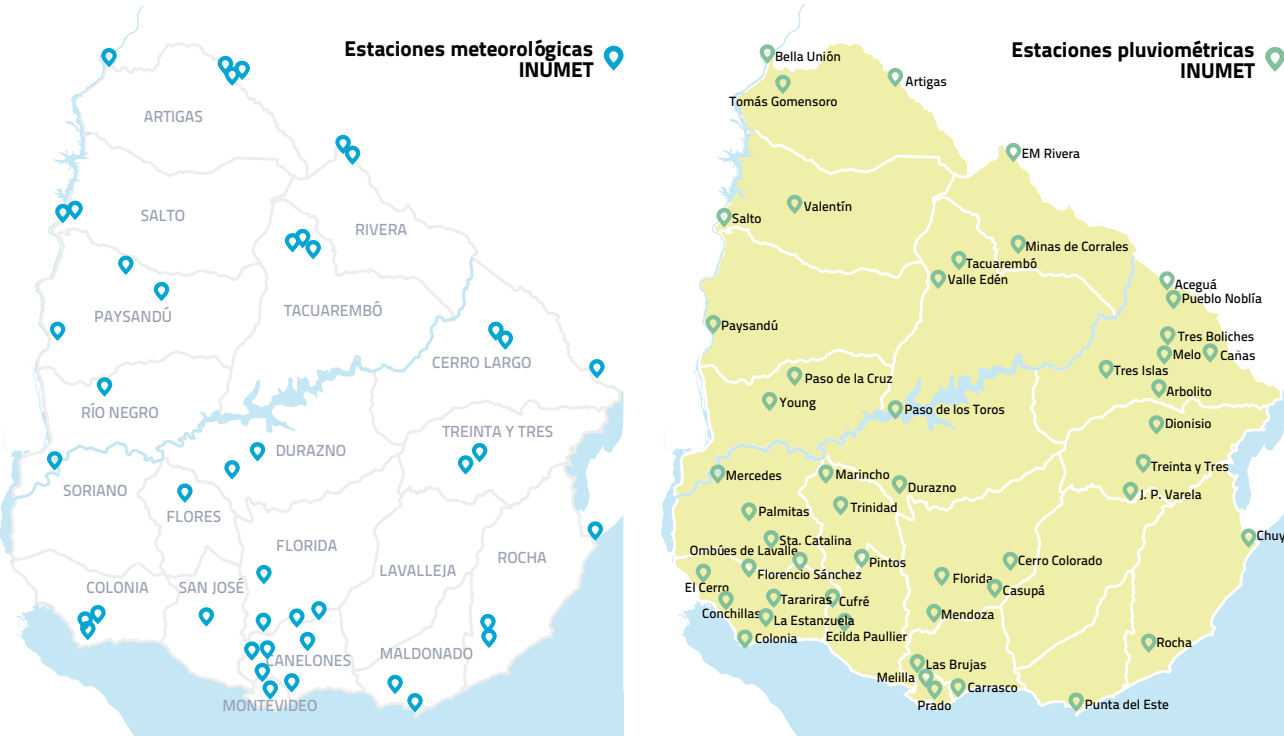 Estaciones meteorológicas
INUMET
ARTIGAS
SALTO
RIVERA
PAYSANDÚ
TACUAREMBÓ
CERRO LARGO
RÍO NEGRO
TREINTA Y TRES
DURAZNO
SORIANO
FLORES
FLORIDA
ROCHA
LAVALLEJA
COLONIA
SAN JOSÉ
CANELONES
MALDONADO
MONTEVIDEO
Estaciones pluviométricas
INUMET
Bella Unión
Artigas
Tomás Gomensoro
EM Rivera
Valentín
Salto
Minas de Corrales
Tacuarembó
Valle Edén
Aceguá
Pueblo Noblía
Paysandú
Tres Boliches
Melo
Cañas
Tres Islas
Paso de la Cruz
Arbolito
Young
Paso de los Toros
Dionisio
Treinta y Tres
Mercedes
Marincho
Durazno
J. P. Varela
Palmitas
Trinidad
Chuy
Sta. Catalina
Ombúes de Lavalle
Pintos
Cerro Colorado
Florencio Sánchez
Florida
El Cerro
Casupá
Tarariras
Cufré
Conchillas
La Estanzuela
Mendoza
Colonia
Ecilda Paullier
Rocha
Las Brujas
Melilla
Carrasco
Prado
Punta del Este